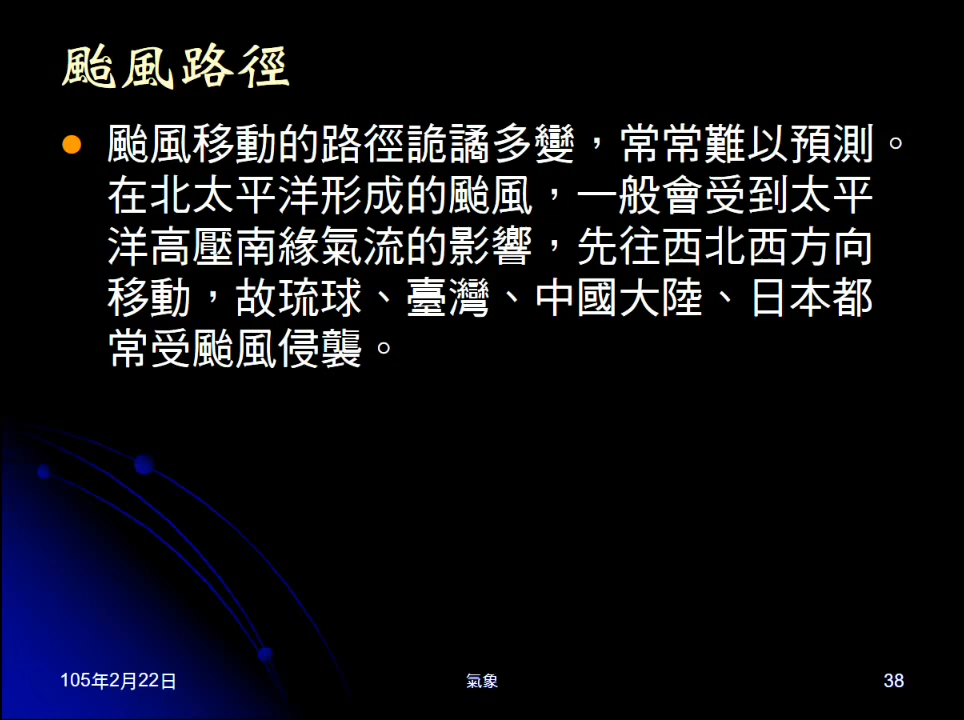 颱風路徑
颱風移動的路徑詭譎多變，常常難以預測。
在北太平洋形成的颱風，一般會受到太平
洋高壓南緣氣流的影響，先往西北西方向
移動，故琉球、臺灣、中國大陸、日本都
常受颱風侵襲。
105年2月22日
氣象
38